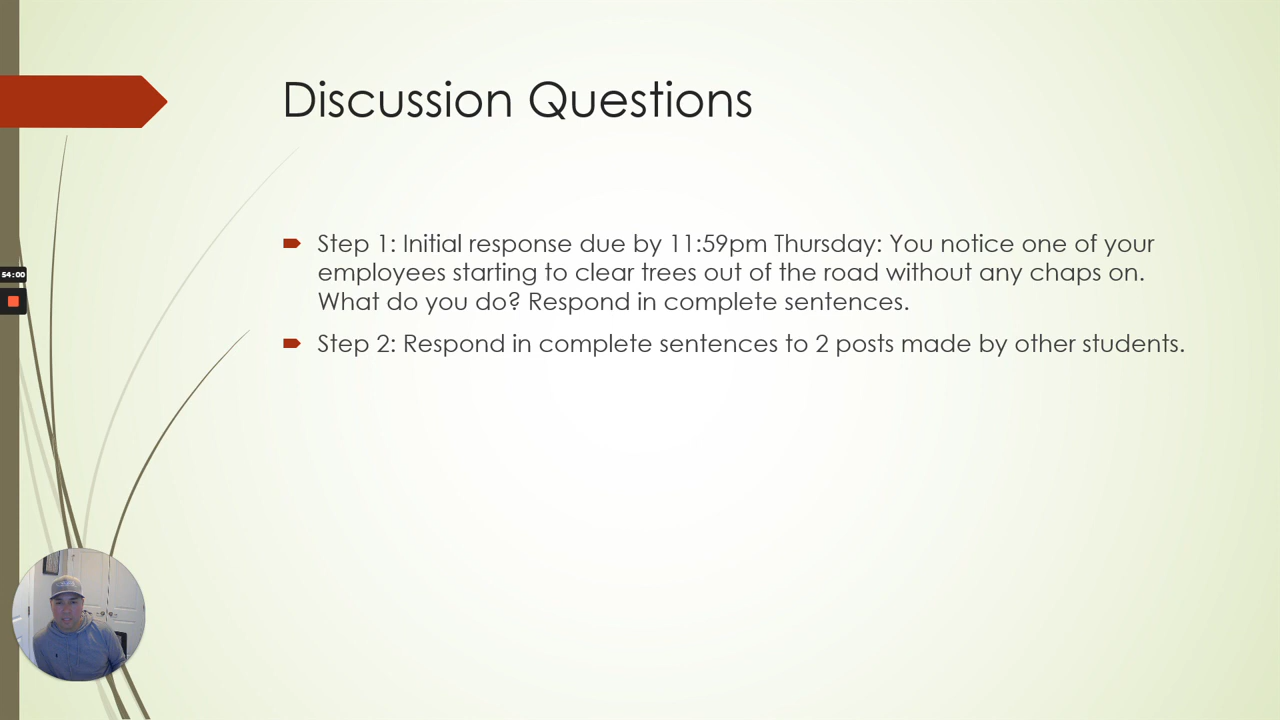 Discussion Questions
Step 1: Initial response due by 11:59pm Thursday: You notice one of your
employees starting to clear trees out of the road without any chaps on.
What do you do? Respond in complete sentences.
Step 2: Respond in complete sentences to 2 posts made by other students.
54:00